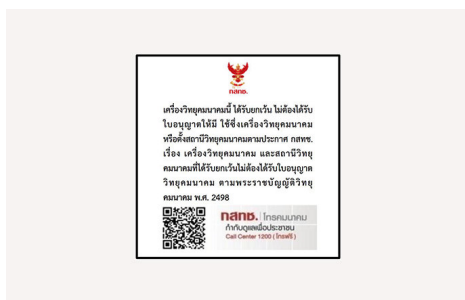 กสทช.
เครื่องวิทยุคมนาคมนี้ ได้รับยกเว้น ไม่ต้องได้รับ
ใบอนุญาตให้มี ใช้ซึ่งเครื่องวิทยุคมนาคม
หรือตั้งสถานีวิทยุคมนาคมตามประกาศ กสทช.
เรื่อง เครื่องวิทยุคมนาคม และสถานีวิทยุ
คมนาคมที่ได้รับยกเว้นไม่ต้องได้รับใบอนุญาต
วิทยุคมนาคม ตามพระราชบัญญัติวิทยุ
คมนาคม พ.ศ. 2498
กสทช. โทรคมนาคม
กำกับดูแลเพื่อประชาชน
Call Center 1200 (โทรฟรี)